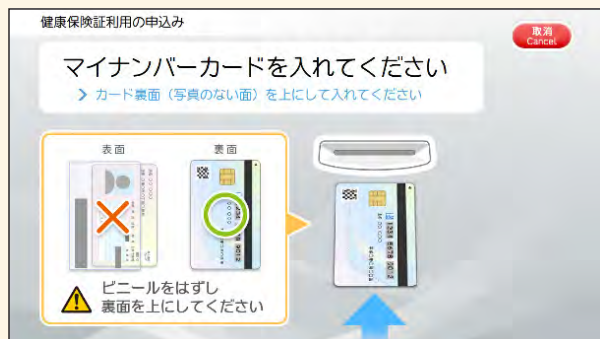 健康保険証利用の申込み
取消
Cancel
マイナンバーカードを入れてください
> カード裏面（写真のない面）を上にして入れてください
表面
裏面
ビニールをはずし
裏面を上にしてください